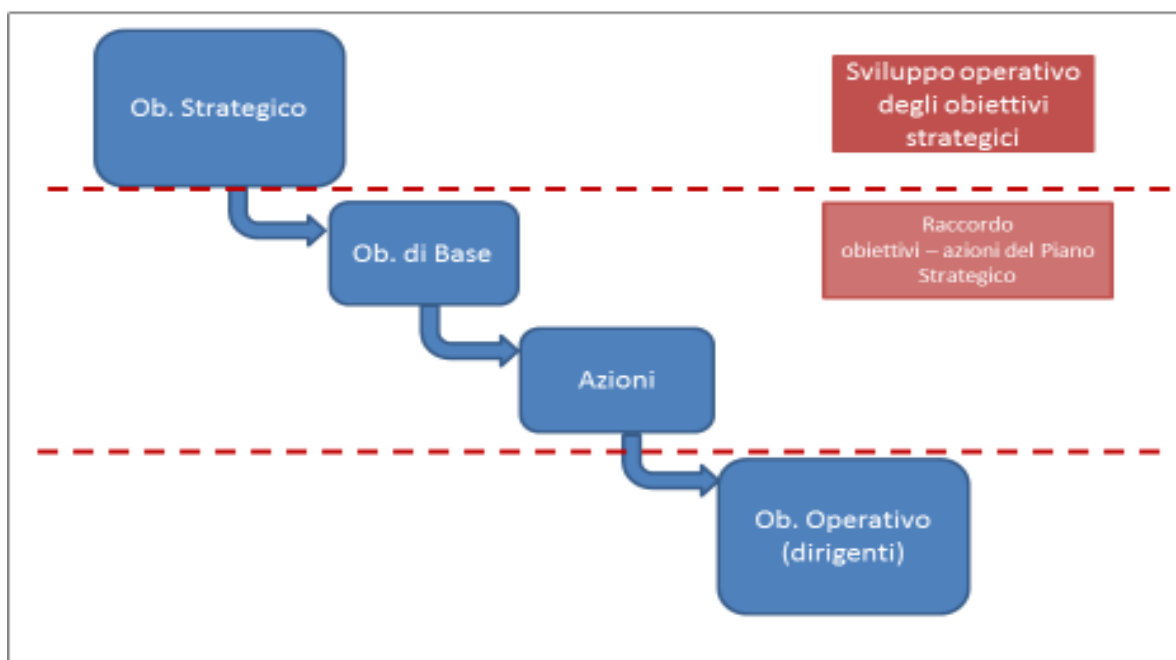 Ob. Strategico
Sviluppo operativo
degli obiettivi
strategici
Ob. di Base
Raccordo
obiettivi – azioni del Piano
Strategico
Azioni
Ob. Operativo
(dirigenti)